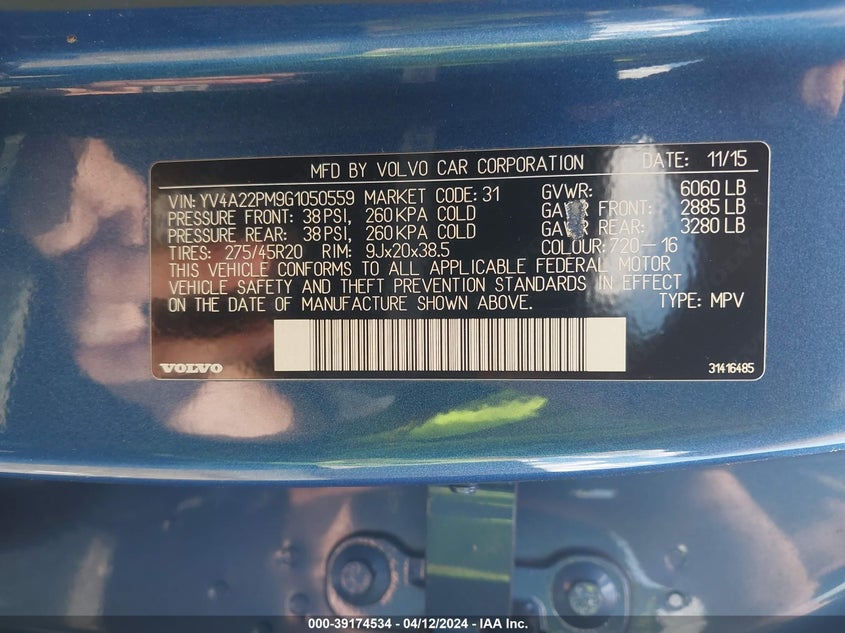 MFD BY VOLVO CAR CORPORATION DATE: 11/15
VIN: YV4A22PM9G1050559 MARKET CODE: 31 GVWR: 6060 LB
PRESSURE FRONT: 38 PSI, 260 KPA COLD GAWR FRONT: 2885 LB
PRESSURE REAR: 38 PSI, 260 KPA COLD GAWR REAR: 3280 LB
TIRES: 275/45R20 RIM: 9Jx20x38.5 COLOUR: 720-16
THIS VEHICLE CONFORMS TO ALL APPLICABLE FEDERAL MOTOR
VEHICLE SAFETY AND THEFT PREVENTION STANDARDS IN EFFECT
ON THE DATE OF MANUFACTURE SHOWN ABOVE. TYPE: MPV
VOLVO 31416485
000-39174534 - 04/12/2024 - IAA Inc.